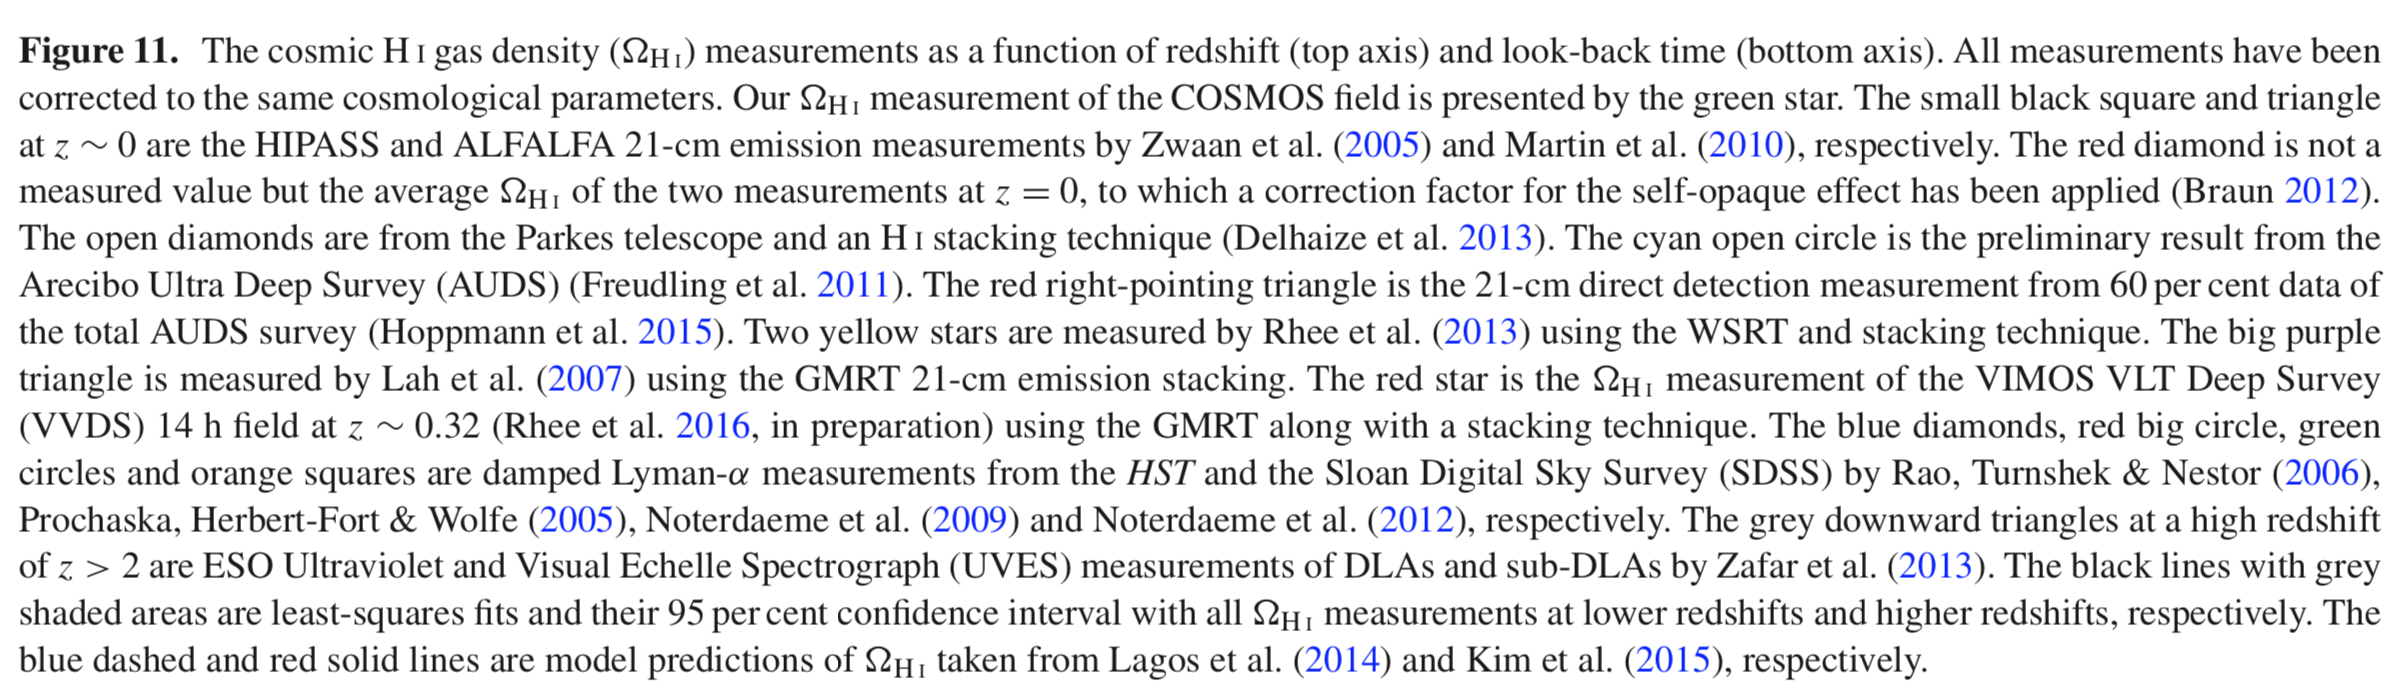 Figure 11. The cosmic H I gas density (Ω_{H I}) measurements as a function of redshift (top axis) and look-back time (bottom axis). All measurements have been
corrected to the same cosmological parameters. Our Ω_{H I} measurement of the COSMOS field is presented by the green star. The small black square and triangle
at z ∼ 0 are the HIPASS and ALFALFA 21-cm emission measurements by Zwaan et al. (2005) and Martin et al. (2010), respectively. The red diamond is not a
measured value but the average Ω_{H I} of the two measurements at z = 0, to which a correction factor for the self-opaque effect has been applied (Braun 2012).
The open diamonds are from the Parkes telescope and an H I stacking technique (Delhaize et al. 2013). The cyan open circle is the preliminary result from the
Arecibo Ultra Deep Survey (AUDS) (Freudling et al. 2011). The red right-pointing triangle is the 21-cm direct detection measurement from 60 per cent data of
the total AUDS survey (Hoppmann et al. 2015). Two yellow stars are measured by Rhee et al. (2013) using the WSRT and stacking technique. The big purple
triangle is measured by Lah et al. (2007) using the GMRT 21-cm emission stacking. The red star is the Ω_{H I} measurement of the VIMOS VLT Deep Survey
(VVDS) 14 h field at z ∼ 0.32 (Rhee et al. 2016, in preparation) using the GMRT along with a stacking technique. The blue diamonds, red big circle, green
circles and orange squares are damped Lyman-α measurements from the HST and the Sloan Digital Sky Survey (SDSS) by Rao, Turnshek & Nestor (2006),
Prochaska, Herbert-Fort & Wolfe (2005), Noterdaeme et al. (2009) and Noterdaeme et al. (2012), respectively. The grey downward triangles at a high redshift
of z > 2 are ESO Ultraviolet and Visual Echelle Spectrograph (UVES) measurements of DLAs and sub-DLAs by Zafar et al. (2013). The black lines with grey
shaded areas are least-squares fits and their 95 per cent confidence interval with all Ω_{H I} measurements at lower redshifts and higher redshifts, respectively. The
blue dashed and red solid lines are model predictions of Ω_{H I} taken from Lagos et al. (2014) and Kim et al. (2015), respectively.